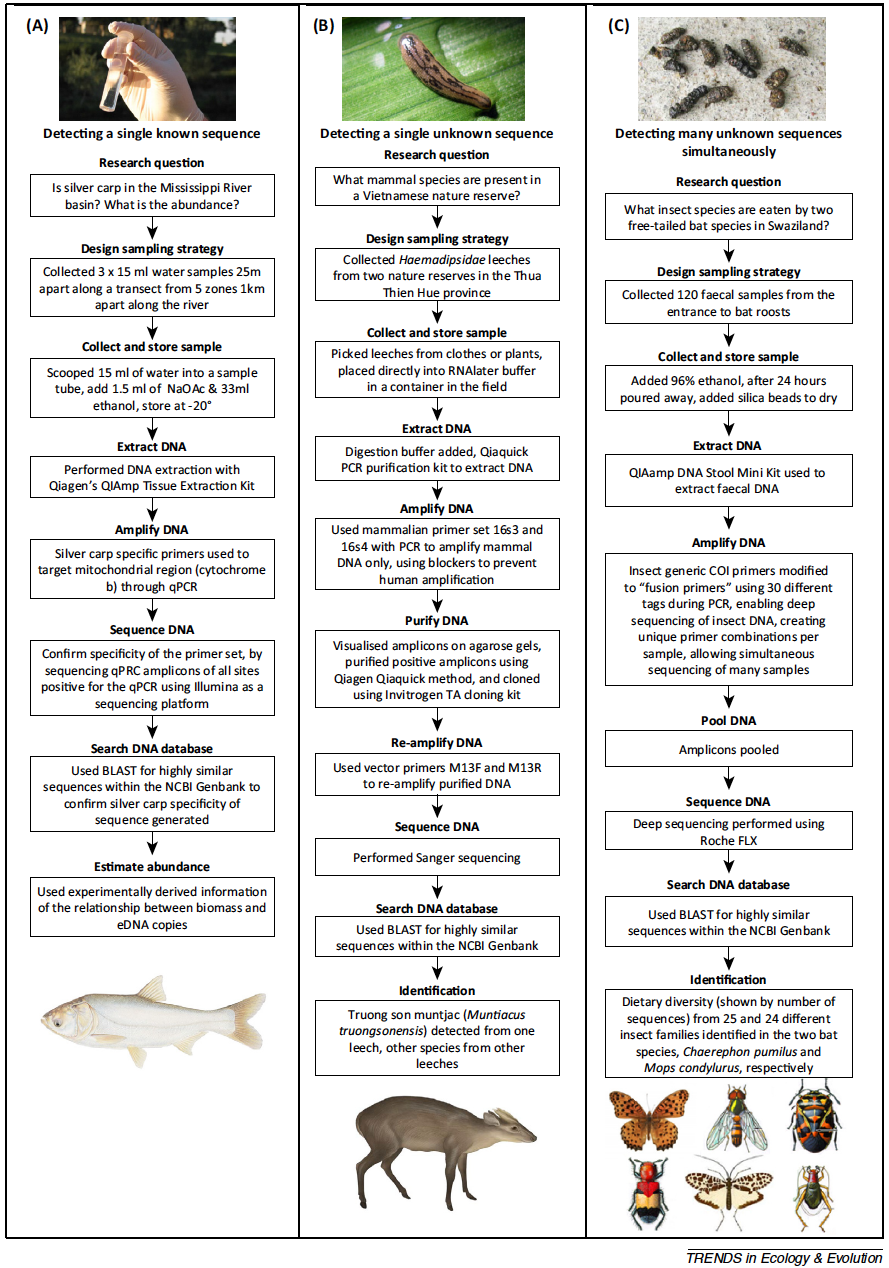 (A)
Detecting a single known sequence
Research question
Is silver carp in the Mississippi River
basin? What is the abundance?
Design sampling strategy
Collected 3 x 15 ml water samples 25m
apart along a transect from 5 zones 1km
apart along the river
Collect and store sample
Scooped 15 ml of water into a sample
tube, add 1.5 ml of NaOAc & 33ml
ethanol, store at -20°
Extract DNA
Performed DNA extraction with
Qiagen's QIAmp Tissue Extraction Kit
Amplify DNA
Silver carp specific primers used to
target mitochondrial region (cytochrome
b) through qPCR
Sequence DNA
Confirm specificity of the primer set, by
sequencing qPRC amplicons of all sites
positive for the qPCR using Illumina as a
sequencing platform
Search DNA database
Used BLAST for highly similar
sequences within the NCBI Genbank to
confirm silver carp specificity of
sequence generated
Estimate abundance
Used experimentally derived information
of the relationship between biomass and
eDNA copies
(B)
Detecting a single unknown sequence
Research question
What mammal species are present in
a Vietnamese nature reserve?
Design sampling strategy
Collected Haemadipsidae leeches
from two nature reserves in the Thua
Thien Hue province
Collect and store sample
Picked leeches from clothes or plants,
placed directly into RNAlater buffer
in a container in the field
Extract DNA
Digestion buffer added, Qiaquick
PCR purification kit to extract DNA
Amplify DNA
Used mammalian primer set 16s3 and
16s4 with PCR to amplify mammal
DNA only, using blockers to prevent
human amplification
Purify DNA
Visualised amplicons on agarose gels,
purified positive amplicons using
Qiagen Qiaquick method, and cloned
using Invitrogen TA cloning kit
Re-amplify DNA
Used vector primers M13F and M13R
to re-amplify purified DNA
Sequence DNA
Performed Sanger sequencing
Search DNA database
Used BLAST for highly similar
sequences within the NCBI Genbank
Identification
Truong son muntjac (Muntiacus
truongsonensis) detected from one
leech, other species from other
leeches
(C)
Detecting many unknown sequences
simultaneously
Research question
What insect species are eaten by two
free-tailed bat species in Swaziland?
Design sampling strategy
Collected 120 faecal samples from the
entrance to bat roosts
Collect and store sample
Added 96% ethanol, after 24 hours
poured away, added silica beads to dry
Extract DNA
QIAamp DNA Stool Mini Kit used to
extract faecal DNA
Amplify DNA
Insect generic COI primers modified
to “fusion primers” using 30 different
tags during PCR, enabling deep
sequencing of insect DNA, creating
unique primer combinations per
sample, allowing simultaneous
sequencing of many samples
Pool DNA
Amplicons pooled
Sequence DNA
Deep sequencing performed using
Roche FLX
Search DNA database
Used BLAST for highly similar
sequences within the NCBI Genbank
Identification
Dietary diversity (shown by number of
sequences) from 25 and 24 different
insect families identified in the two bat
species, Chaerephon pumilus and
Mops condylurus, respectively
TRENDS in Ecology & Evolution